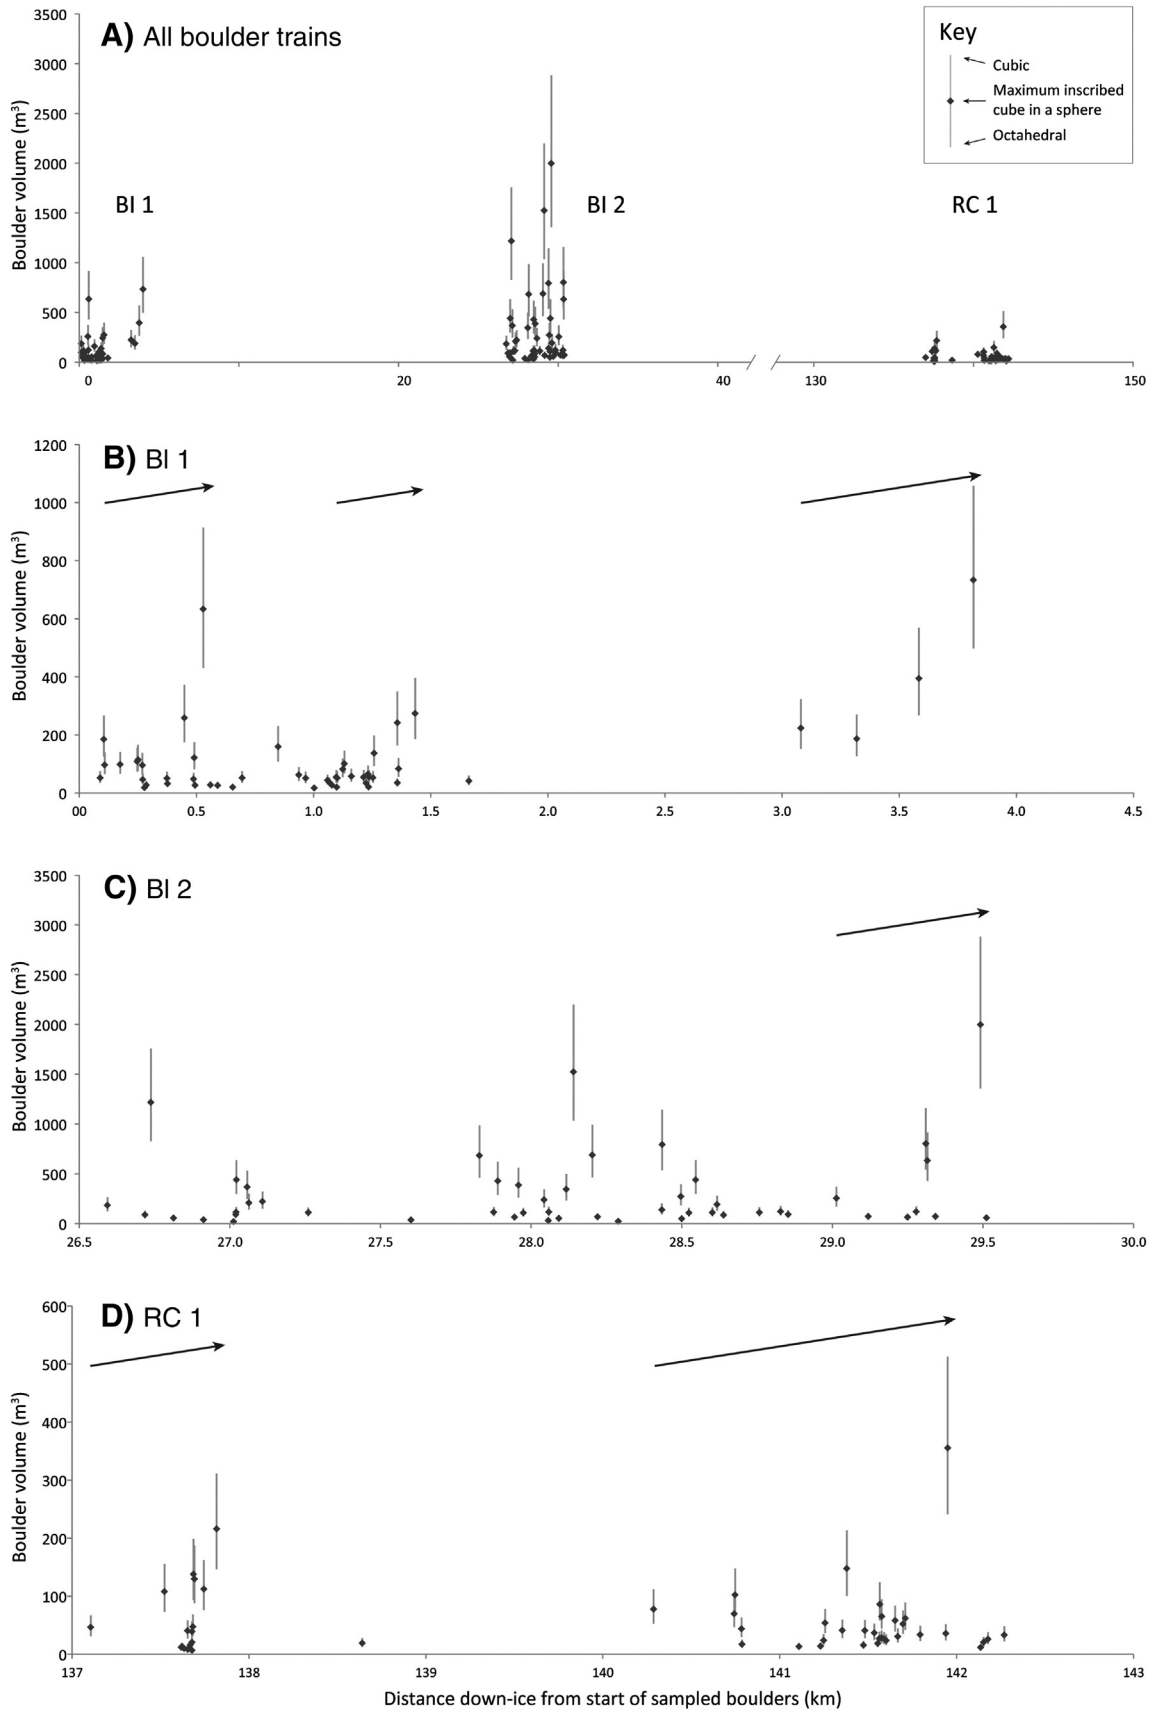 A) All boulder trains
Boulder volume (m³)
3500
3000
2500
2000
1500
1000
500
0
0 20 40 130 150
BI 1
BI 2
RC 1
Key
Cubic
Maximum inscribed
cube in a sphere
Octahedral
B) BI 1
Boulder volume (m³)
1200
1000
800
600
400
200
0
00 0.5 1.0 1.5 2.0 2.5 3.0 3.5 4.0 4.5
C) BI 2
Boulder volume (m³)
3500
3000
2500
2000
1500
1000
500
0
26.5 27.0 27.5 28.0 28.5 29.0 29.5 30.0
D) RC 1
Boulder volume (m³)
600
500
400
300
200
100
0
137 138 139 140 141 142 143
Distance down-ice from start of sampled boulders (km)